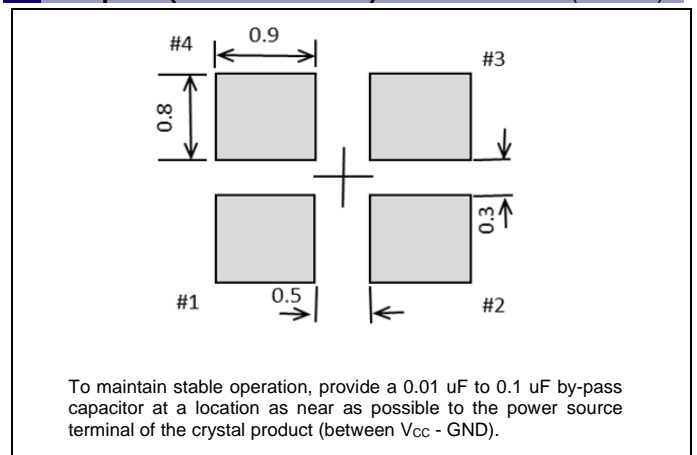 #4 0.9 #3
0.8
0.3
#1 0.5 #2
To maintain stable operation, provide a 0.01 uF to 0.1 uF by-pass
capacitor at a location as near as possible to the power source
terminal of the crystal product (between VCC - GND).